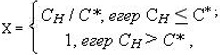 X = { C_H / C*, егер C_H ≤ C*;
1, егер C_H > C*,